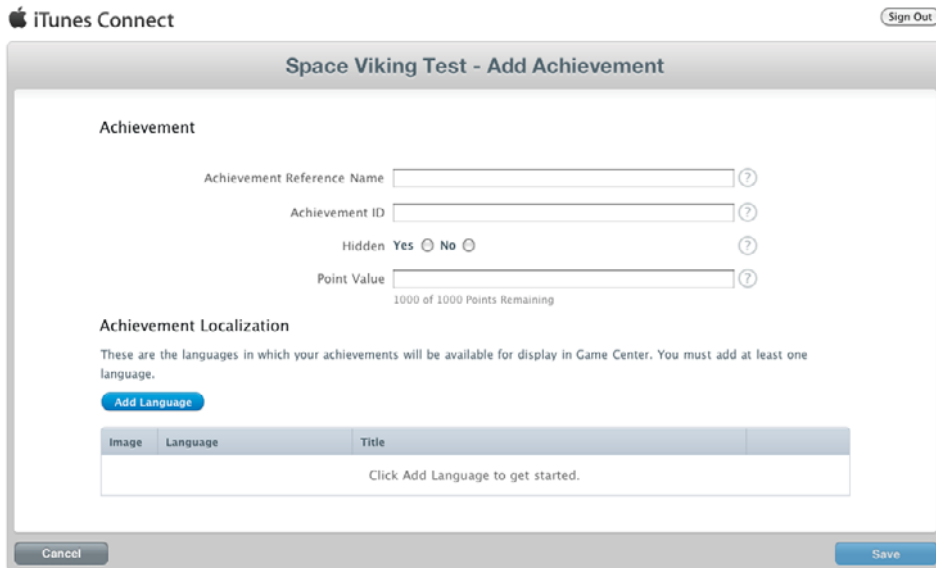 iTunes Connect
Sign Out
Space Viking Test - Add Achievement
Achievement
Achievement Reference Name ?
Achievement ID ?
Hidden Yes No ?
Point Value ?
1000 of 1000 Points Remaining
Achievement Localization
These are the languages in which your achievements will be available for display in Game Center. You must add at least one
language.
Add Language
Image Language Title
Click Add Language to get started.
Cancel Save